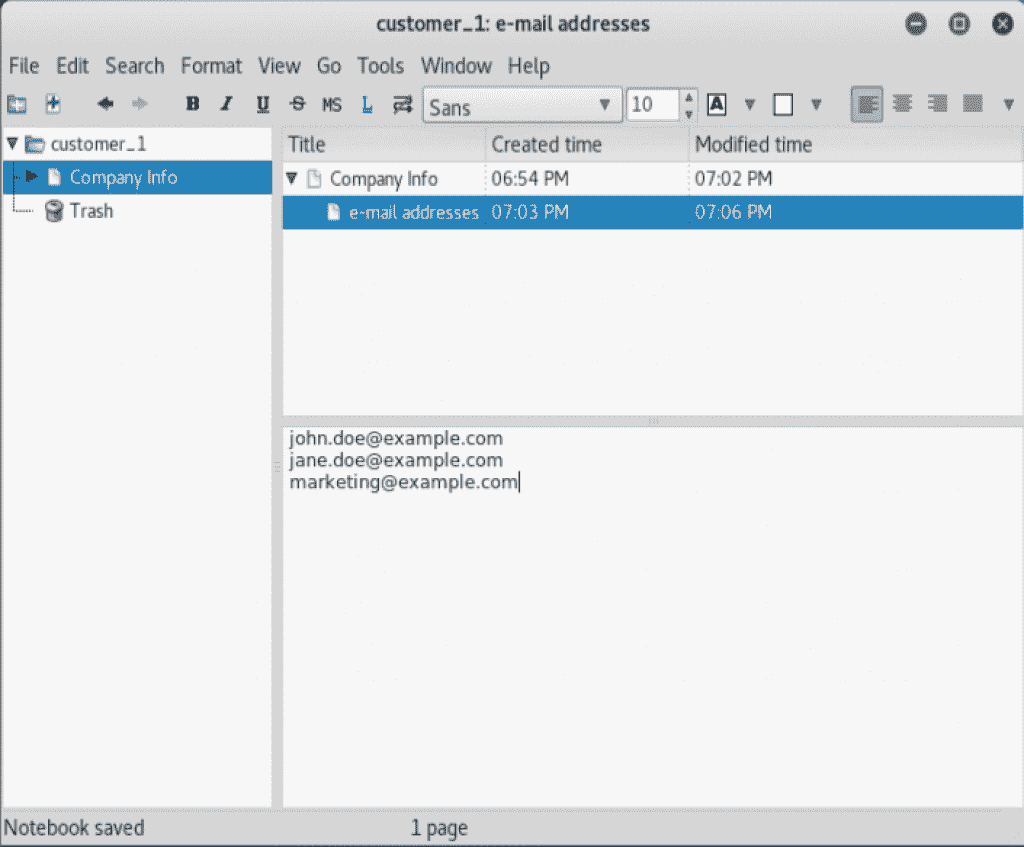 customer_1: e-mail addresses
File Edit Search Format View Go Tools Window Help
B I U S MS L Sans 10 A
customer_1
Company Info
Trash
Title Created time Modified time
Company Info 06:54 PM 07:02 PM
e-mail addresses 07:03 PM 07:06 PM
john.doe@example.com
jane.doe@example.com
marketing@example.com
Notebook saved 1 page